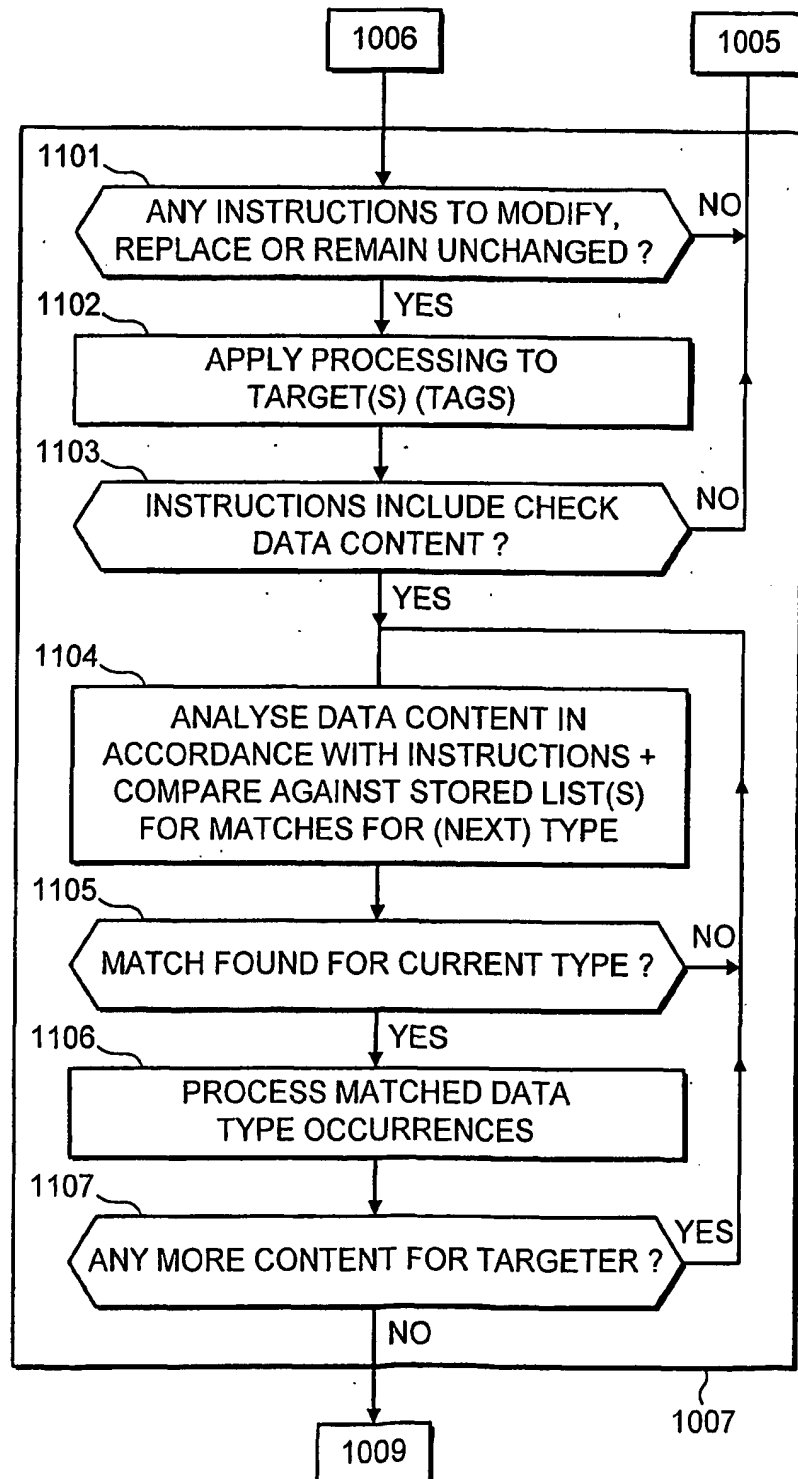 1006
1005
1101
ANY INSTRUCTIONS TO MODIFY,
REPLACE OR REMAIN UNCHANGED ?
NO
YES
1102
APPLY PROCESSING TO
TARGET(S) (TAGS)
1103
INSTRUCTIONS INCLUDE CHECK
DATA CONTENT ?
NO
YES
1104
ANALYSE DATA CONTENT IN
ACCORDANCE WITH INSTRUCTIONS +
COMPARE AGAINST STORED LIST(S)
FOR MATCHES FOR (NEXT) TYPE
1105
MATCH FOUND FOR CURRENT TYPE ?
NO
YES
1106
PROCESS MATCHED DATA
TYPE OCCURRENCES
1107
ANY MORE CONTENT FOR TARGETER ?
YES
NO
1007
1009